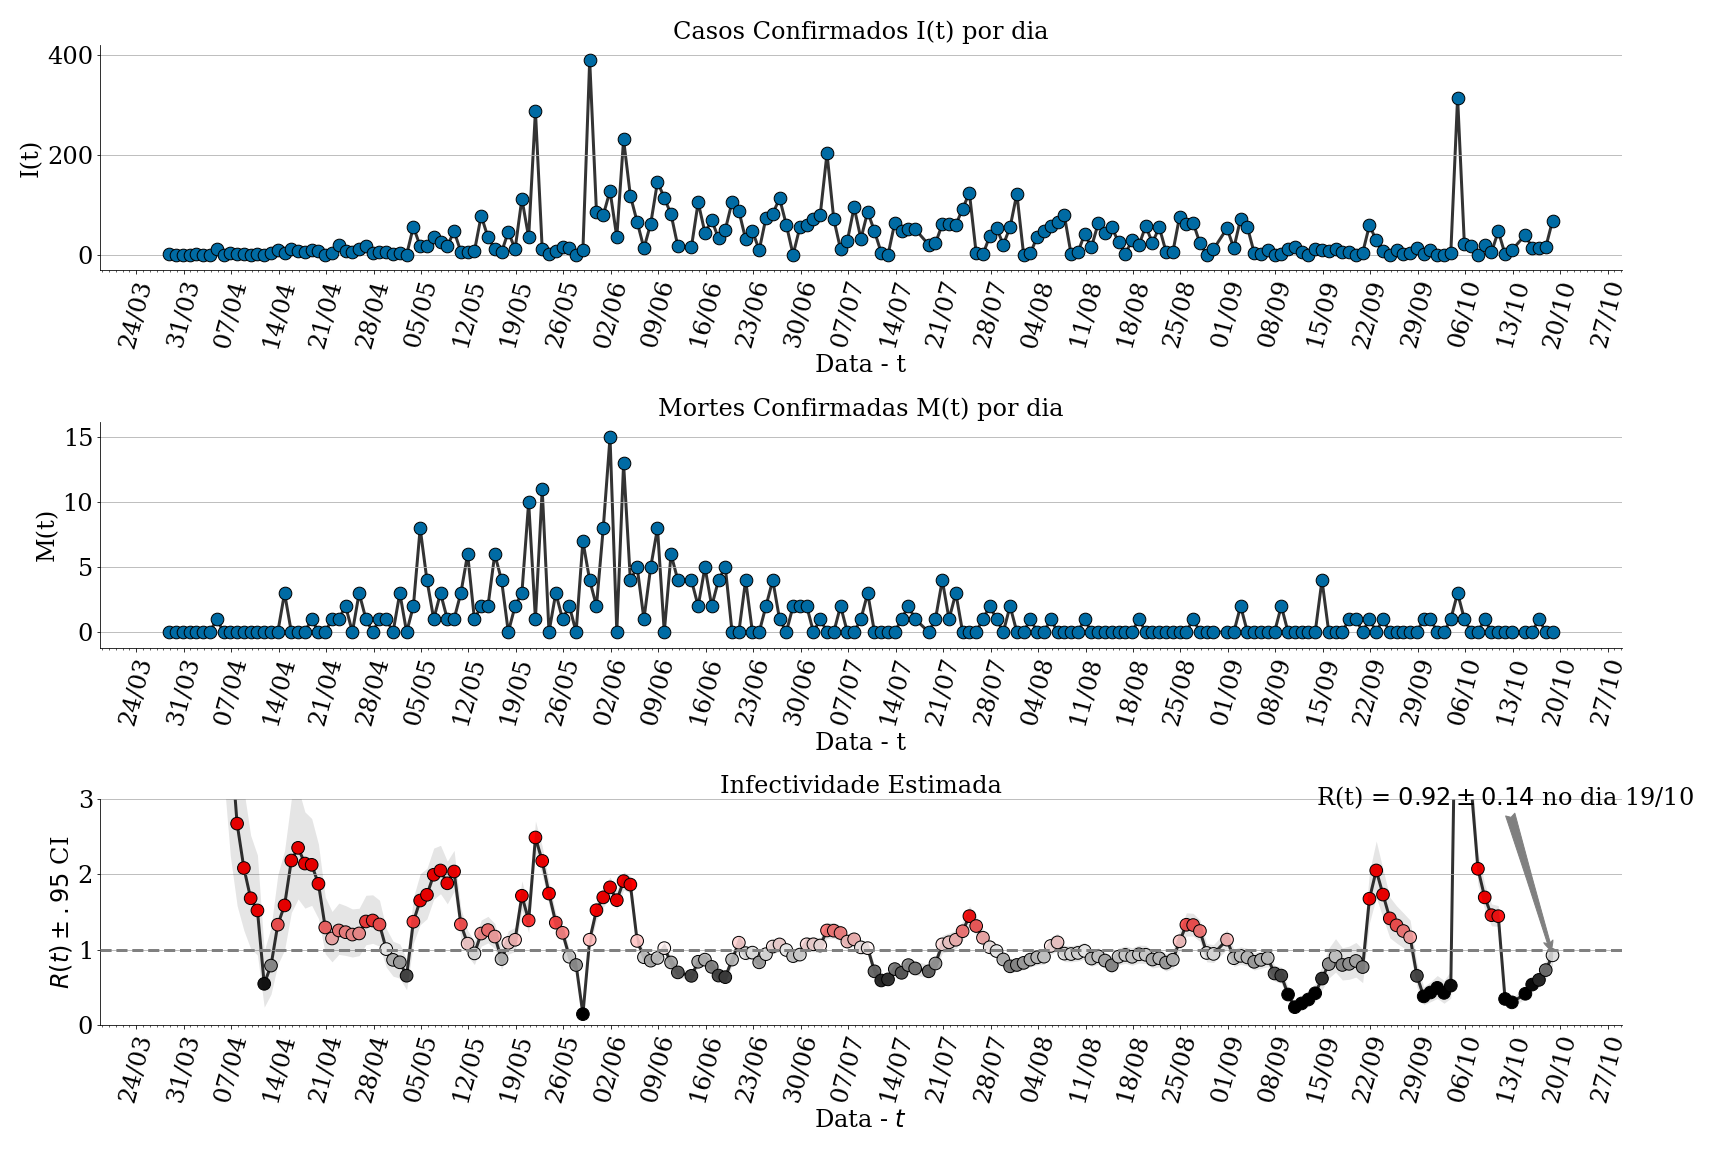 Casos Confirmados I(t) por dia
400
200
0
I(t)
24/03 31/03 07/04 14/04 21/04 28/04 05/05 12/05 19/05 26/05 02/06 09/06 16/06 23/06 30/06 07/07 14/07 21/07 28/07 04/08 11/08 18/08 25/08 01/09 08/09 15/09 22/09 29/09 06/10 13/10 20/10 27/10
Data - t
Mortes Confirmadas M(t) por dia
15
10
5
0
M(t)
24/03 31/03 07/04 14/04 21/04 28/04 05/05 12/05 19/05 26/05 02/06 09/06 16/06 23/06 30/06 07/07 14/07 21/07 28/07 04/08 11/08 18/08 25/08 01/09 08/09 15/09 22/09 29/09 06/10 13/10 20/10 27/10
Data - t
Infectividade Estimada
R(t) = 0.92 ± 0.14 no dia 19/10
3
2
1
0
R(t) ± .95 CI
24/03 31/03 07/04 14/04 21/04 28/04 05/05 12/05 19/05 26/05 02/06 09/06 16/06 23/06 30/06 07/07 14/07 21/07 28/07 04/08 11/08 18/08 25/08 01/09 08/09 15/09 22/09 29/09 06/10 13/10 20/10 27/10
Data - t